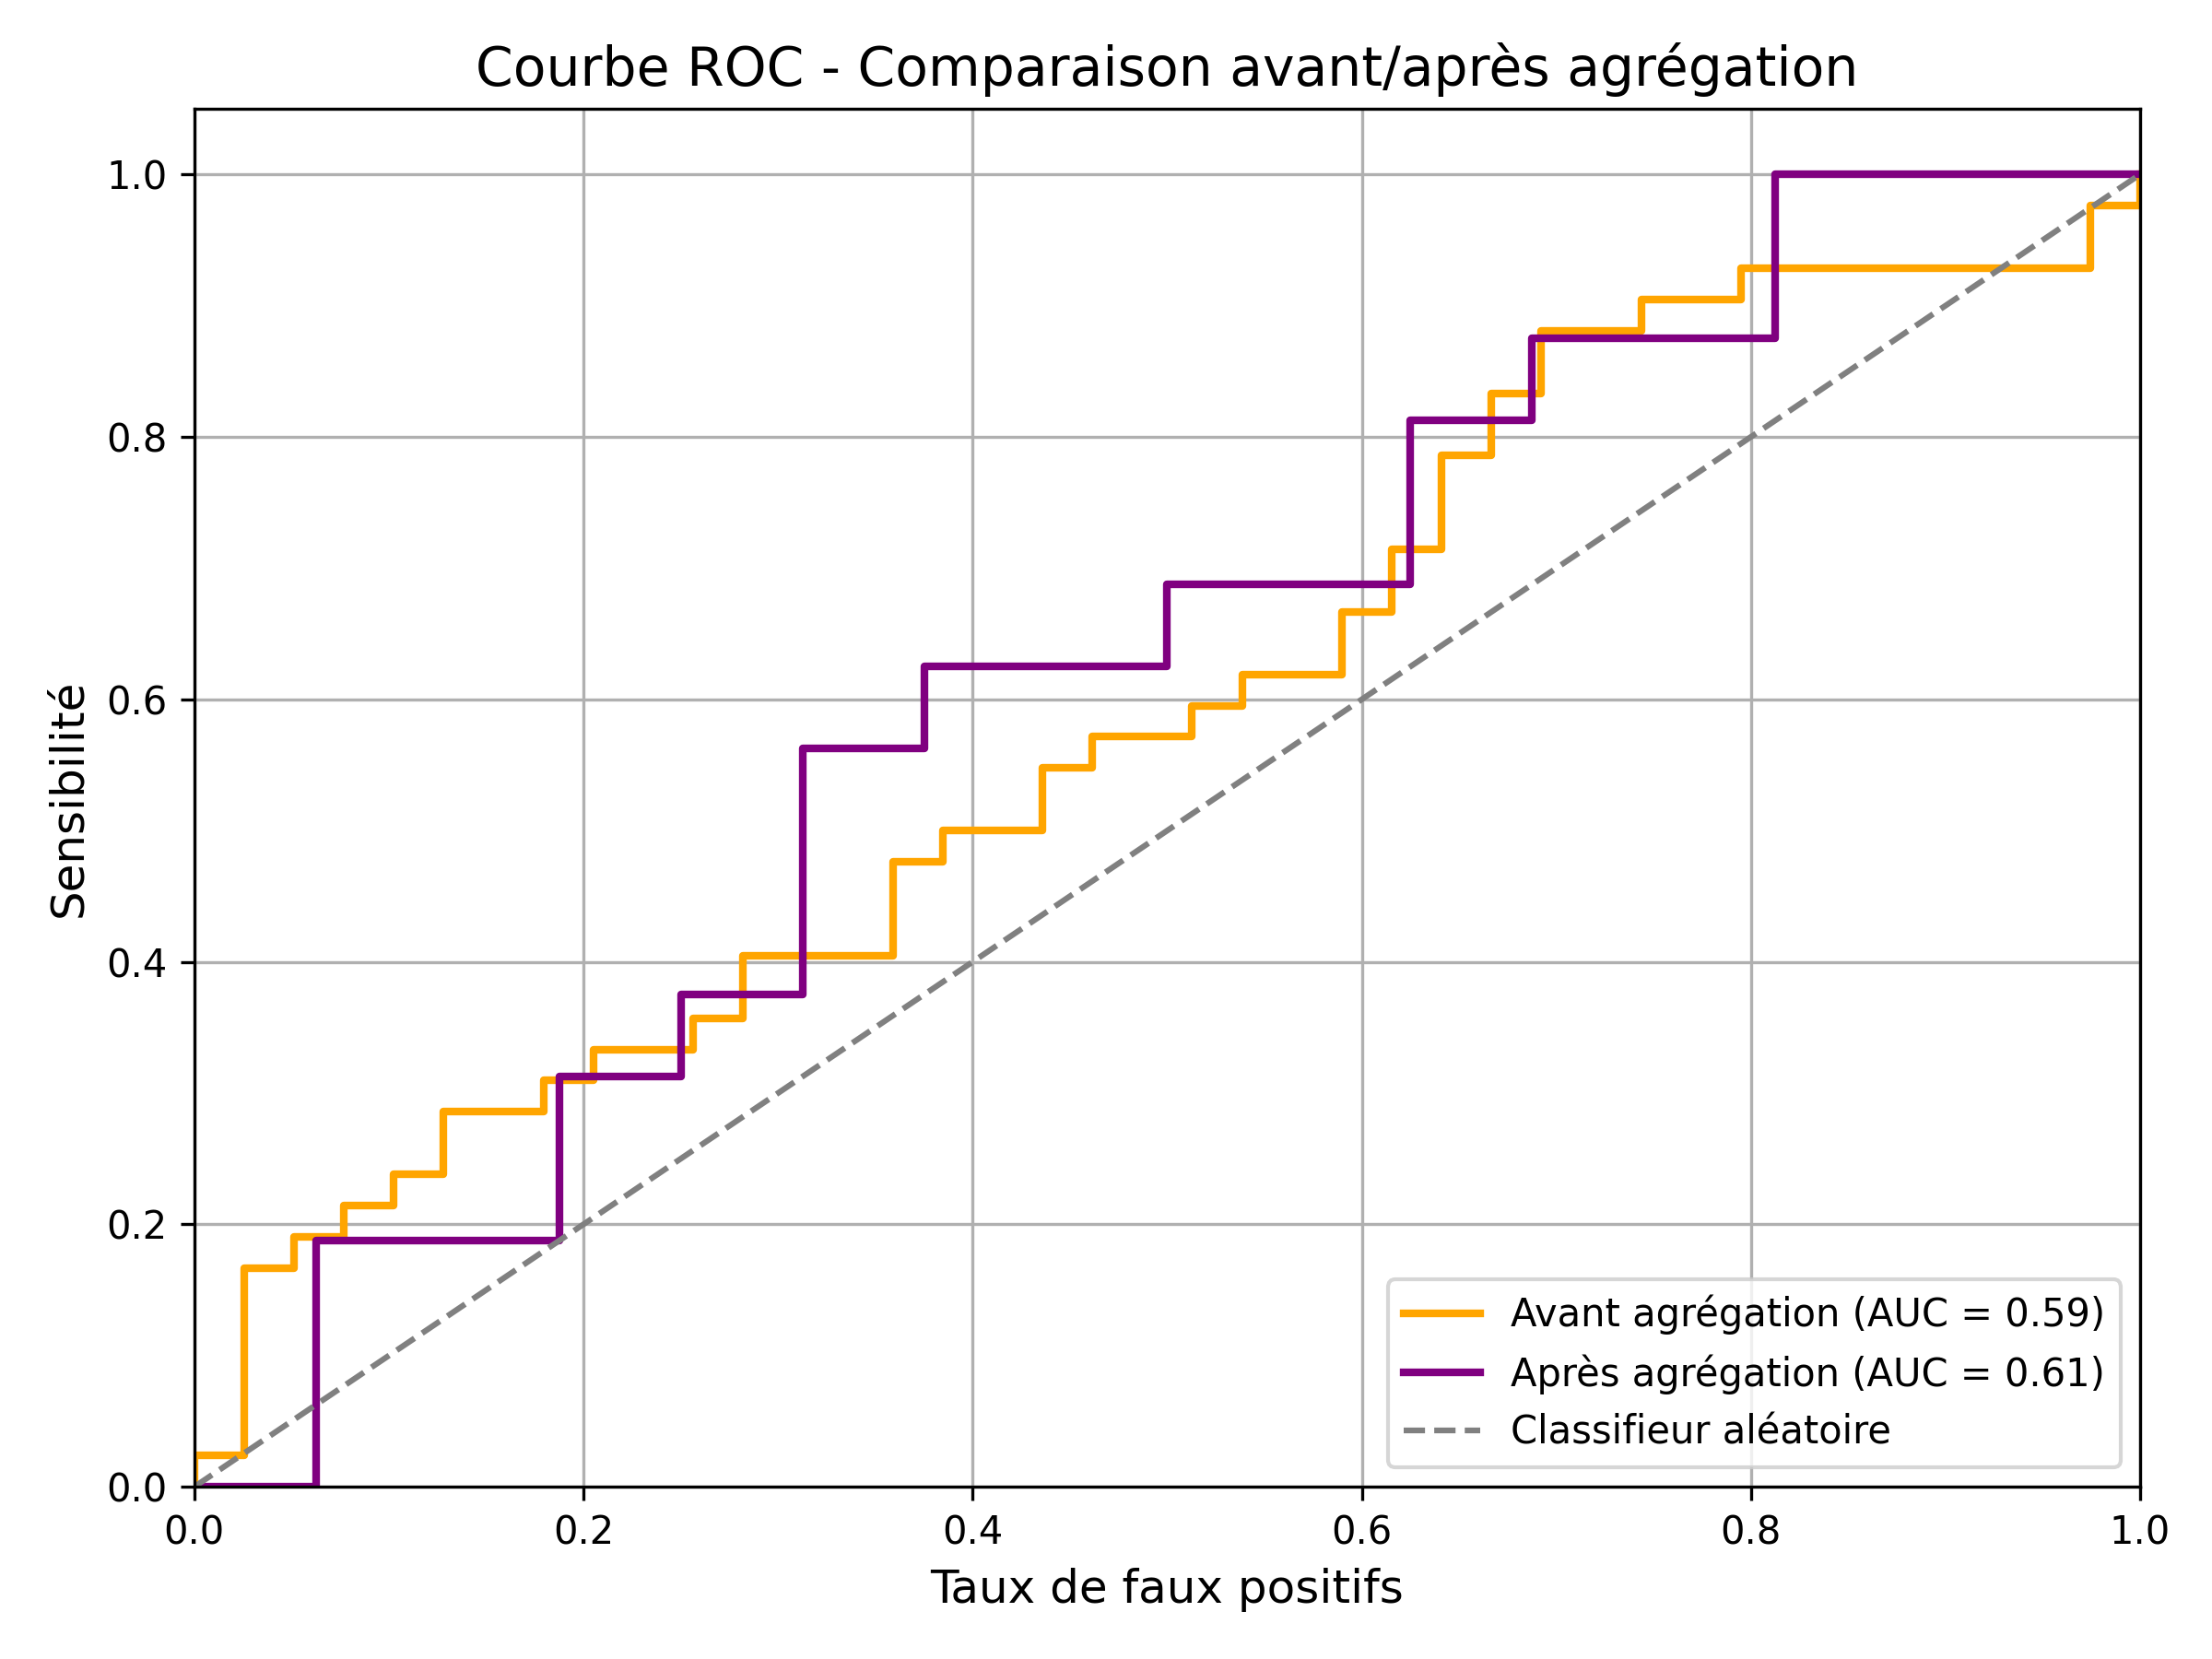 Courbe ROC - Comparaison avant/après agrégation
Sensibilité
1.0
0.8
0.6
0.4
0.2
0.0
0.0 0.2 0.4 0.6 0.8 1.0
Taux de faux positifs
Avant agrégation (AUC = 0.59)
Après agrégation (AUC = 0.61)
Classifieur aléatoire